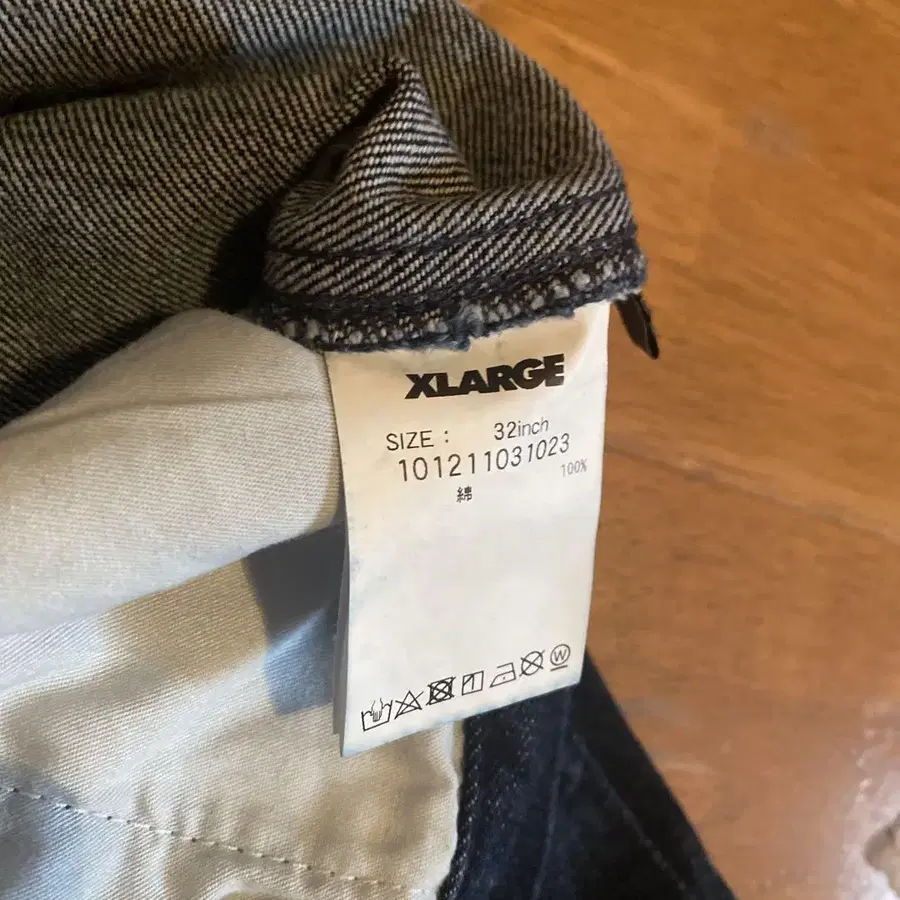 XLARGE
SIZE : 32inch
101211031023
綿 100%
W